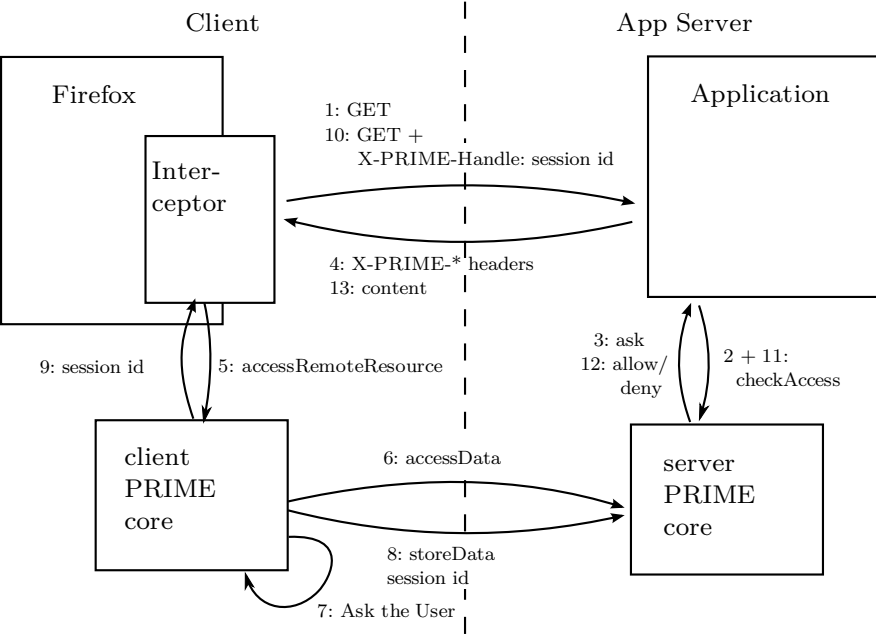 Client
App Server
Firefox
Application
1: GET
10: GET +
X-PRIME-Handle: session id
Inter-
ceptor
4: X-PRIME-* headers
13: content
9: session id
5: accessRemoteResource
3: ask
12: allow/
deny
2 + 11:
checkAccess
client
PRIME
core
6: accessData
server
PRIME
core
8: storeData
session id
7: Ask the User